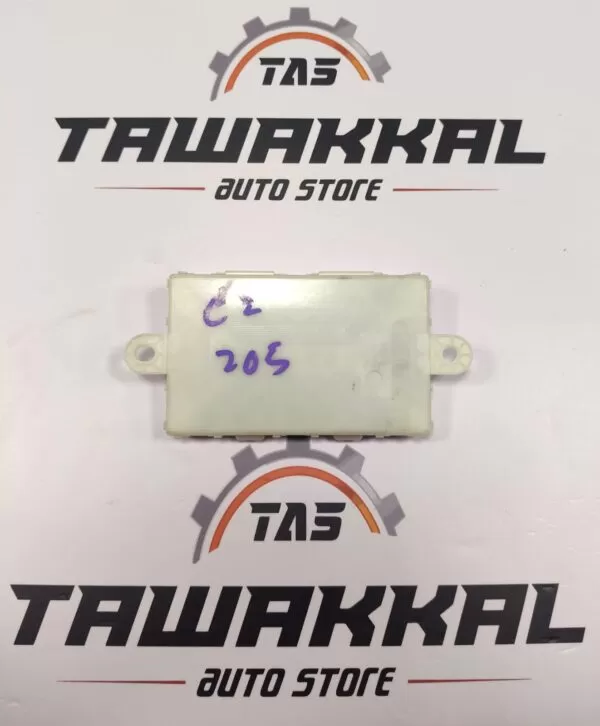 TAS
TAWAKKAL
AUTO STORE
C2
205
TAS
TAWAKKAL
AUTO STORE